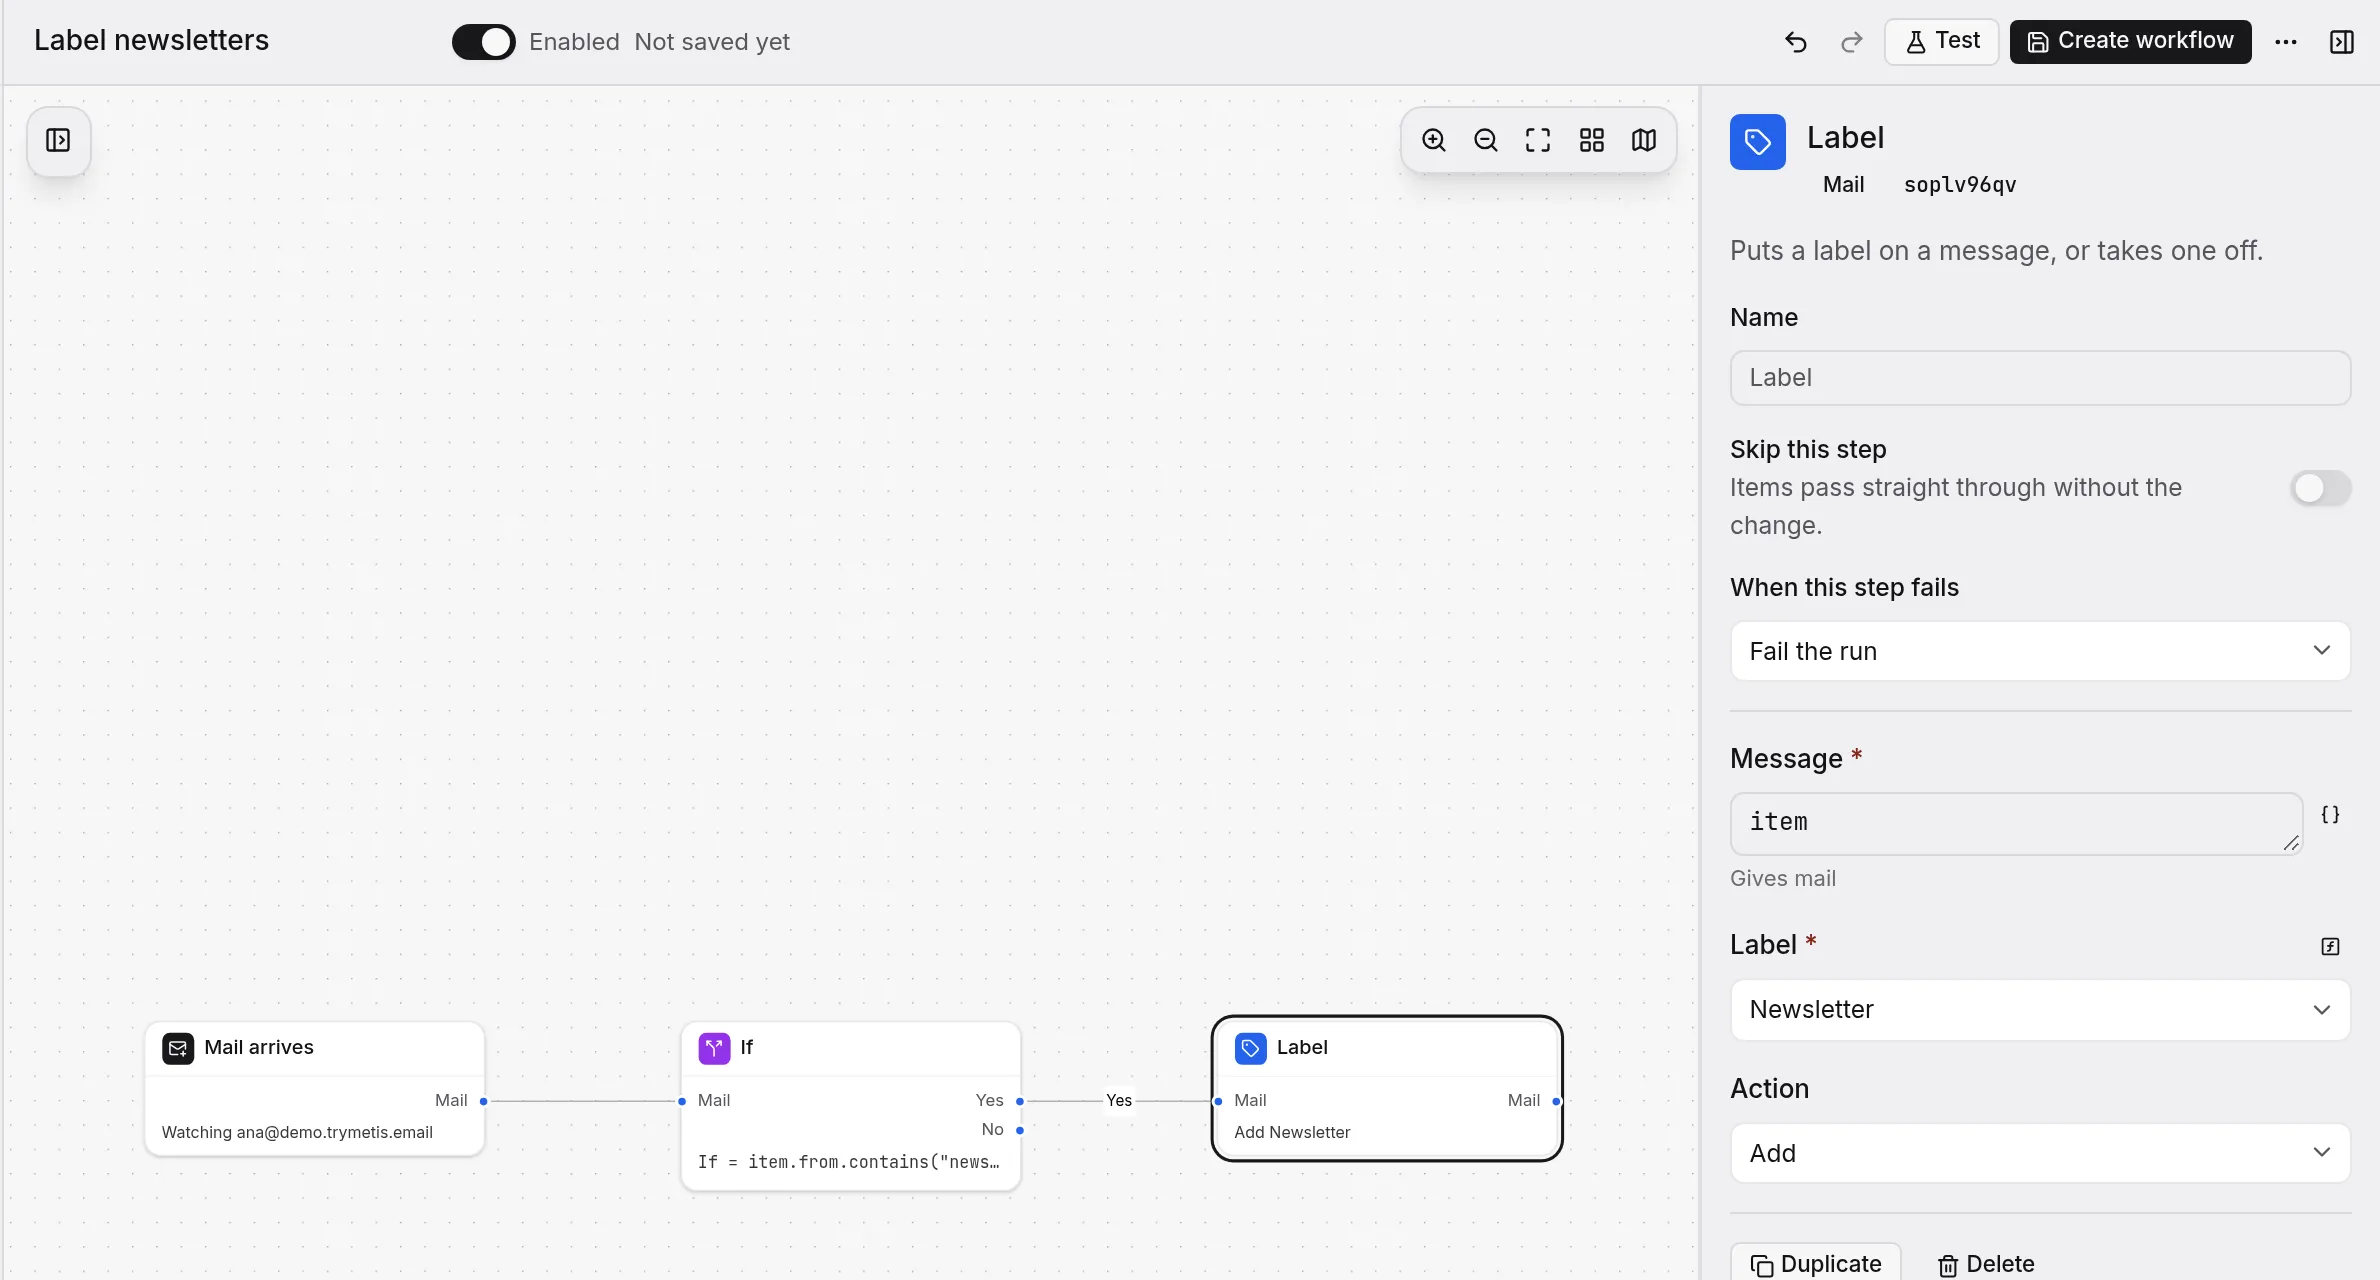 Label newsletters
Enabled Not saved yet
Test
Create workflow
Label
Mail soplv96qv
Puts a label on a message, or takes one off.
Name
Label
Skip this step
Items pass straight through without the
change.
When this step fails
Fail the run
Message *
item
{}
Gives mail
Label *
Newsletter
Action
Add
Duplicate
Delete
Mail arrives
Mail
Watching ana@demo.trymetis.email
If
Mail Yes
No
If = item.from.contains("news…
Yes
Label
Mail Mail
Add Newsletter